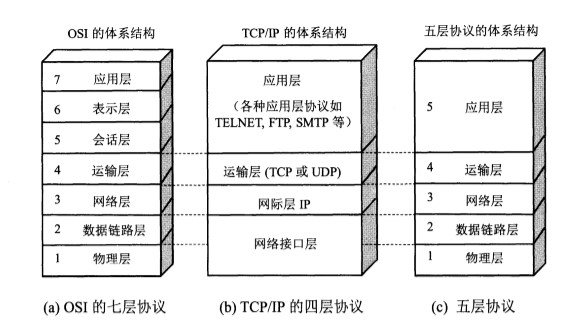 OSI 的体系结构
TCP/IP 的体系结构
五层协议的体系结构
7 应用层
6 表示层
5 会话层
4 运输层
3 网络层
2 数据链路层
1 物理层
应用层
（各种应用层协议如
TELNET, FTP, SMTP 等）
运输层 (TCP 或 UDP)
网际层 IP
网络接口层
5 应用层
4 运输层
3 网络层
2 数据链路层
1 物理层
(a) OSI 的七层协议
(b) TCP/IP 的四层协议
(c) 五层协议